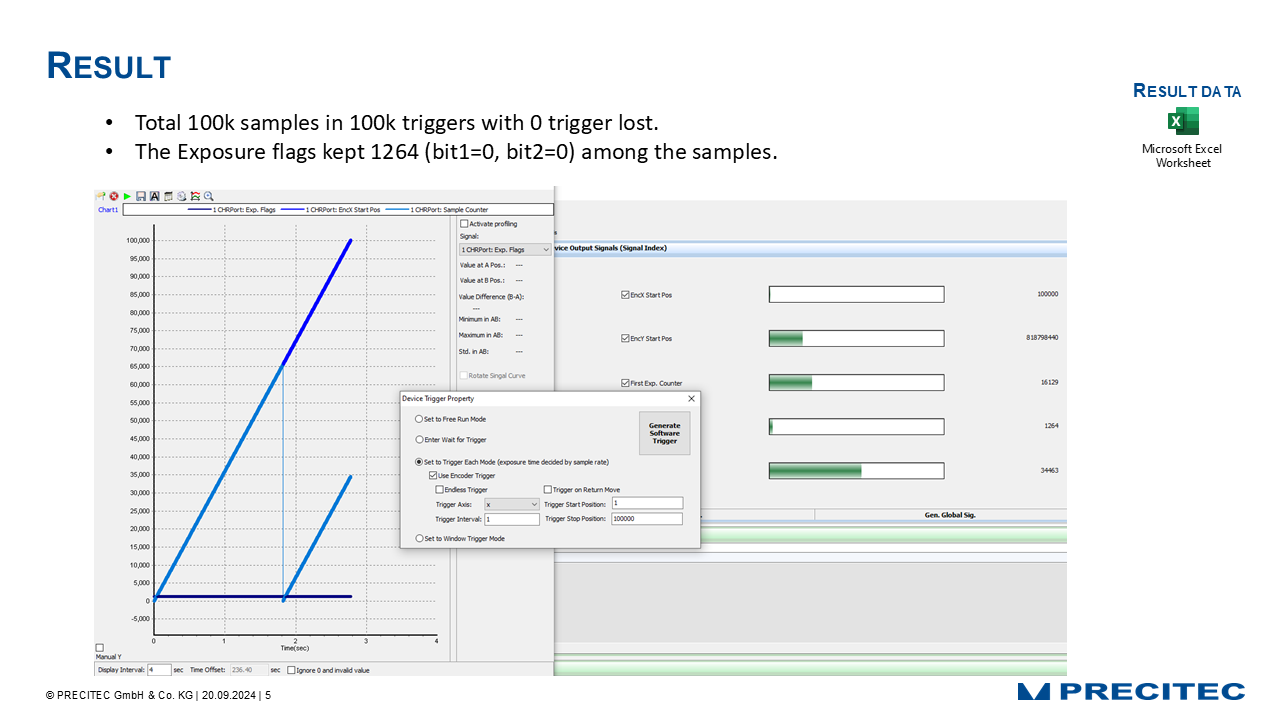 RESULT
• Total 100k samples in 100k triggers with 0 trigger lost.
• The Exposure flags kept 1264 (bit1=0, bit2=0) among the samples.
RESULT DATA
Microsoft Excel
Worksheet
Chart1
1 CHRPort: Exp. Flags
1 CHRPort: EncX Start Pos
1 CHRPort: Sample Counter
100,000
95,000
90,000
85,000
80,000
75,000
70,000
65,000
60,000
55,000
50,000
45,000
40,000
35,000
30,000
25,000
20,000
15,000
10,000
5,000
0
-5,000
0 1 2 3 4
Time(sec)
Manual Y
Display Interval: 4 sec Time Offset: 236.40 sec Ignore 0 and invalid value
Activate profiling
Signal:
1 CHRPort: Exp. Flags
Value at A Pos.: ---
Value at B Pos.: ---
Value Difference (B-A):
---
Minimum in AB: ---
Maximum in AB: ---
Std. in AB: ---
Rotate Singal Curve
vice Output Signals (Signal Index)
EncX Start Pos 100000
EncY Start Pos 818798440
First Exp. Counter 16129
1264
34463
Gen. Global Sig.
Device Trigger Property
Set to Free Run Mode
Enter Wait for Trigger
Generate
Software
Trigger
Set to Trigger Each Mode (exposure time decided by sample rate)
Use Encoder Trigger
Endless Trigger Trigger on Return Move
Trigger Axis: x Trigger Start Position: 1
Trigger Interval: 1 Trigger Stop Position: 100000
Set to Window Trigger Mode
© PRECITEC GmbH & Co. KG | 20.09.2024 | 5
PRECITEC